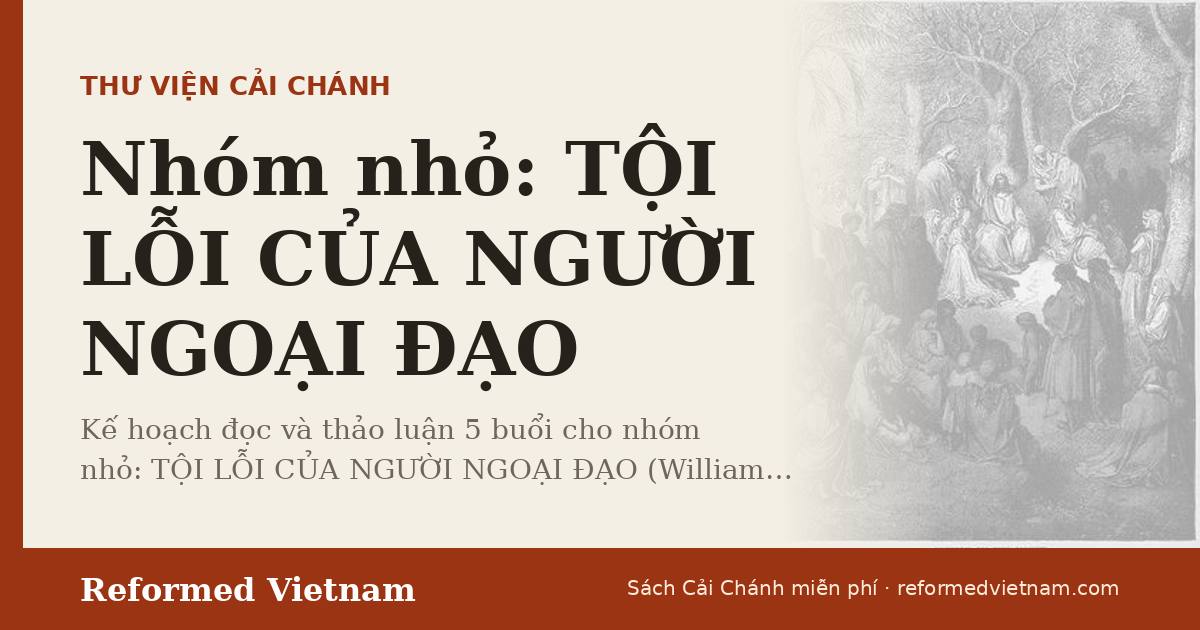 THƯ VIỆN CẢI CHÁNH
Nhóm nhỏ: TỘI
LỖI CỦA NGƯỜI
NGOẠI ĐẠO
Kế hoạch đọc và thảo luận 5 buổi cho nhóm
nhỏ: TỘI LỖI CỦA NGƯỜI NGOẠI ĐẠO (William…
Reformed Vietnam
Sách Cải Chánh miễn phí · reformedvietnam.com